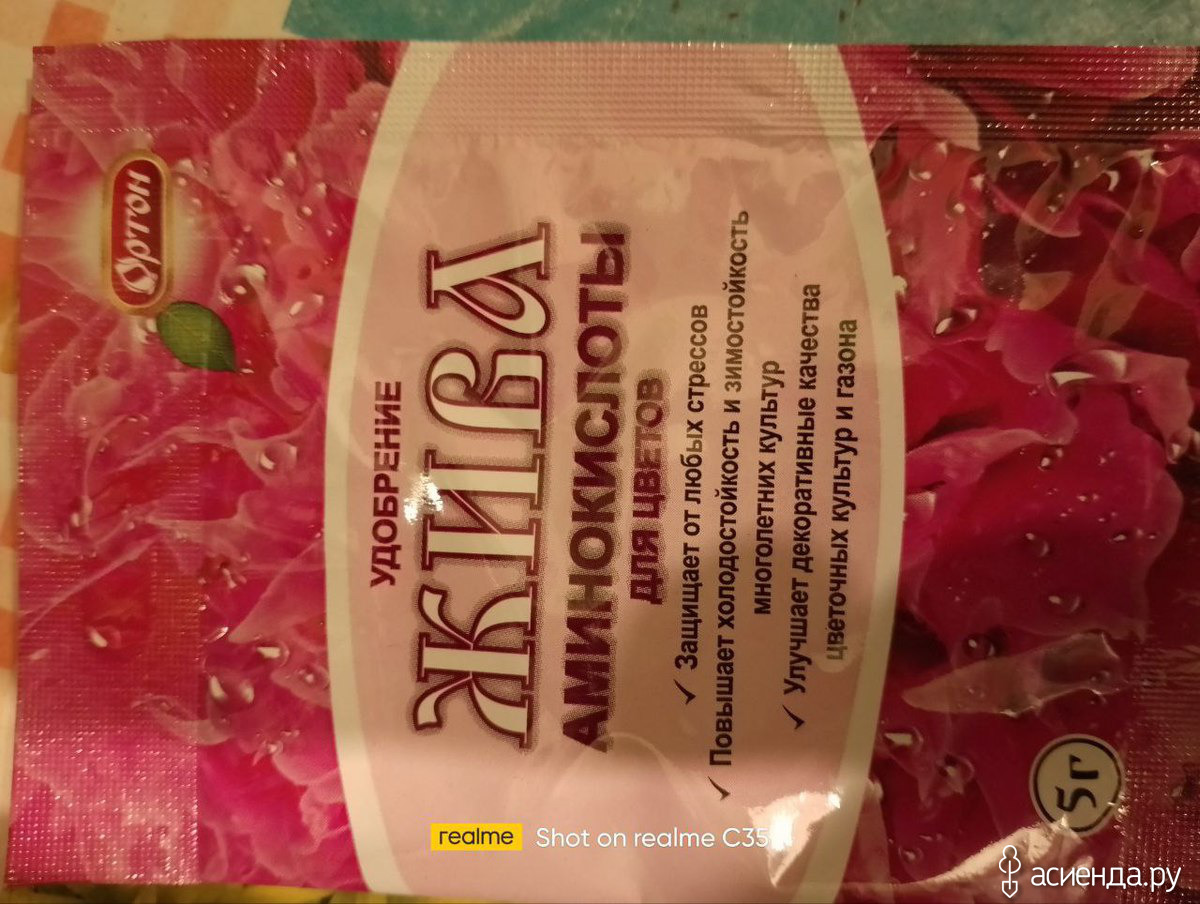 Ортон
УДОБРЕНИЕ
ЖИВА
АМИНОКИСЛОТЫ
ДЛЯ ЦВЕТОВ
✓ Защищает от любых стрессов
✓ Повышает холодостойкость и зимостойкость
многолетних культур
✓ Улучшает декоративные качества
цветочных культур и газона
5г
realme Shot on realme C35
асиенда.ру